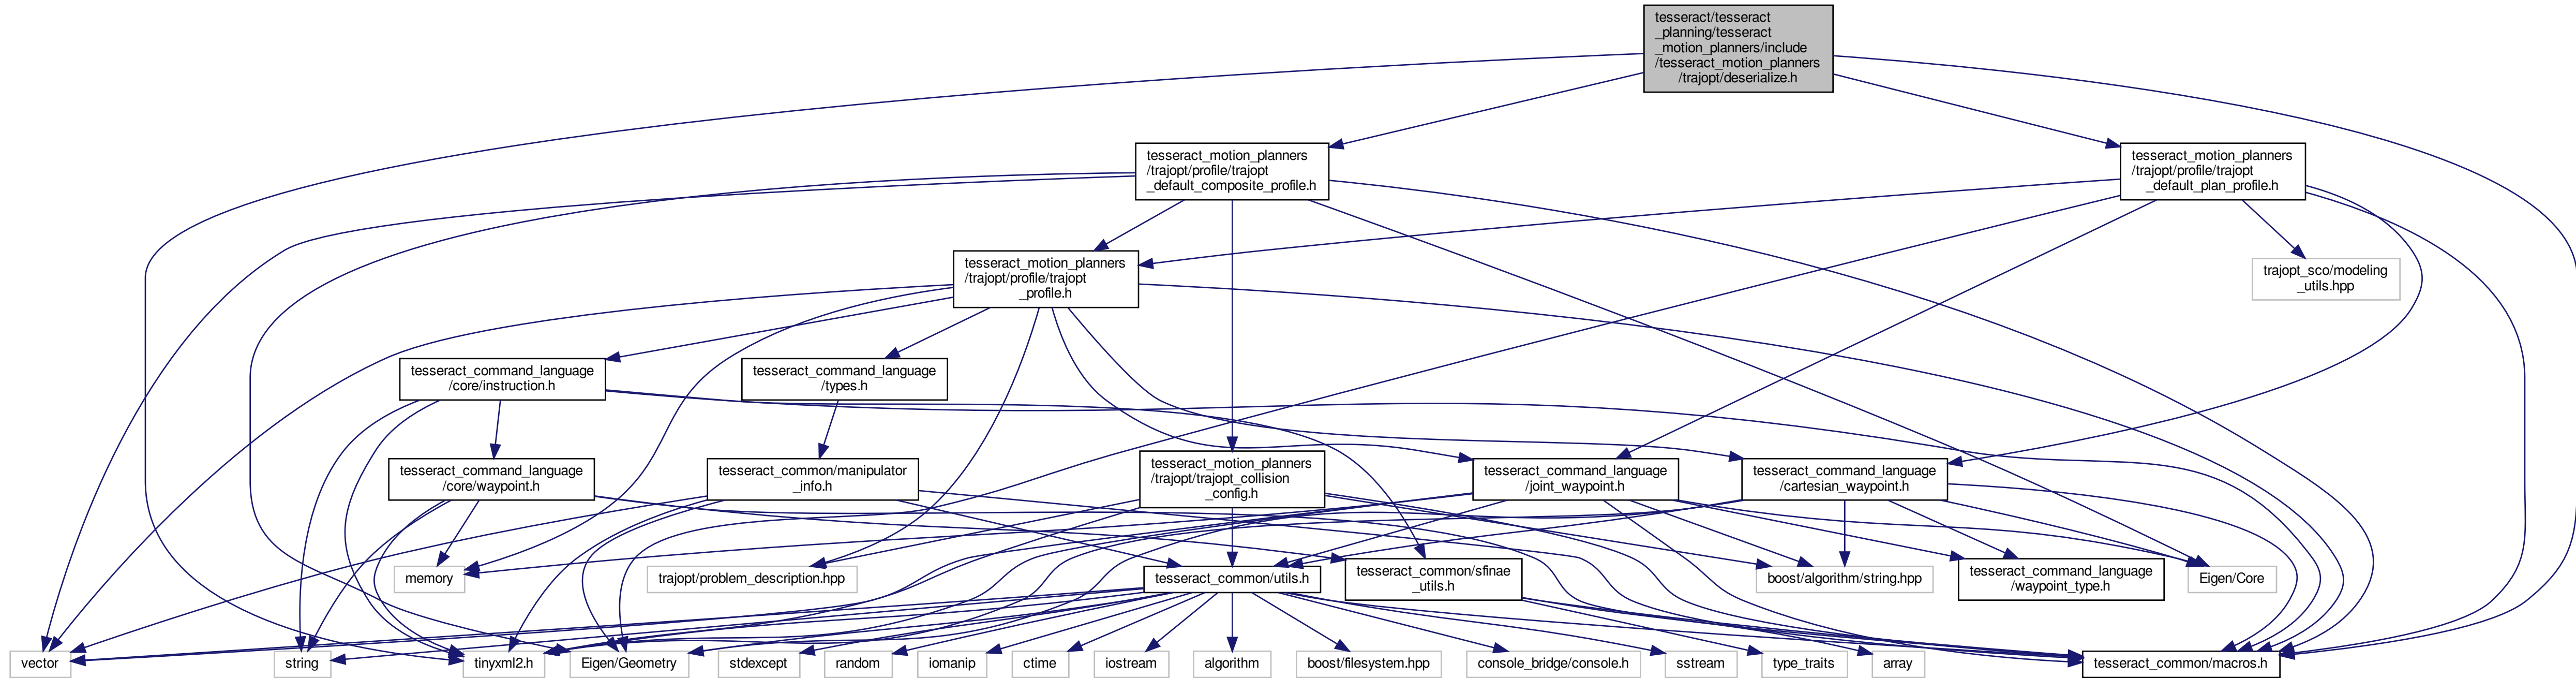 tesseract/tesseract
_planning/tesseract
_motion_planners/include
/tesseract_motion_planners
/trajopt/deserialize.h
tesseract_motion_planners
/trajopt/profile/trajopt
_default_composite_profile.h
tesseract_motion_planners
/trajopt/profile/trajopt
_default_plan_profile.h
tesseract_motion_planners
/trajopt/profile/trajopt
_profile.h
trajopt_sco/modeling
_utils.hpp
tesseract_command_language
/core/instruction.h
tesseract_command_language
/types.h
tesseract_command_language
/core/waypoint.h
tesseract_common/manipulator
_info.h
tesseract_motion_planners
/trajopt/trajopt_collision
_config.h
tesseract_command_language
/joint_waypoint.h
tesseract_command_language
/cartesian_waypoint.h
memory
trajopt/problem_description.hpp
tesseract_common/utils.h
tesseract_common/sfinae
_utils.h
boost/algorithm/string.hpp
tesseract_command_language
/waypoint_type.h
Eigen/Core
vector
string
tinyxml2.h
Eigen/Geometry
stdexcept
random
iomanip
ctime
iostream
algorithm
boost/filesystem.hpp
console_bridge/console.h
sstream
type_traits
array
tesseract_common/macros.h